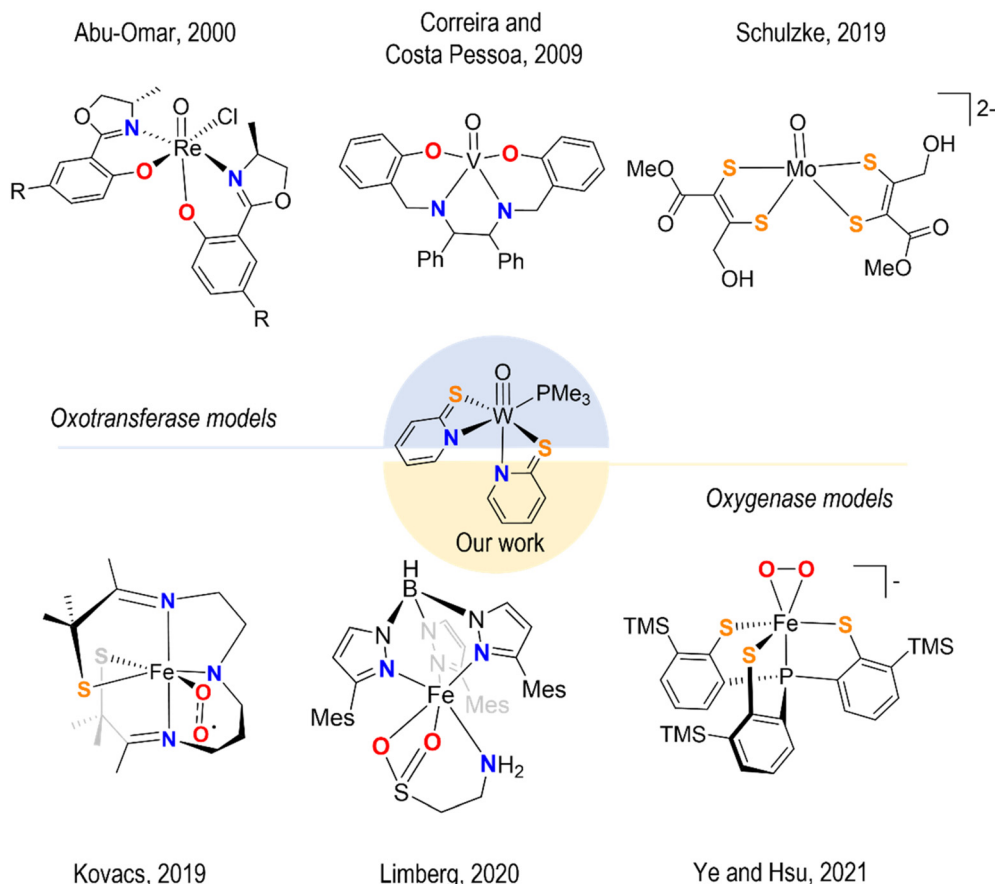 Abu-Omar, 2000
Correira and
Costa Pessoa, 2009
Schulzke, 2019
O
N
O
Cl
Re
N
O
O
O
R
R
O
O
V
O
N
N
Ph
Ph
2-
O
MeO
O
S
Mo
S
OH
S
S
OH
MeO
O
Oxotransferase models
O
S
W
PMe3
N
S
N
Our work
Oxygenase models
N
S
Fe
N
S
O
O
N
H
B
N
N
N
N
N
Mes
Fe
Mes
Mes
O
O
S
NH2
O
O
-
TMS
S
Fe
S
S
P
TMS
TMS
Kovacs, 2019
Limberg, 2020
Ye and Hsu, 2021